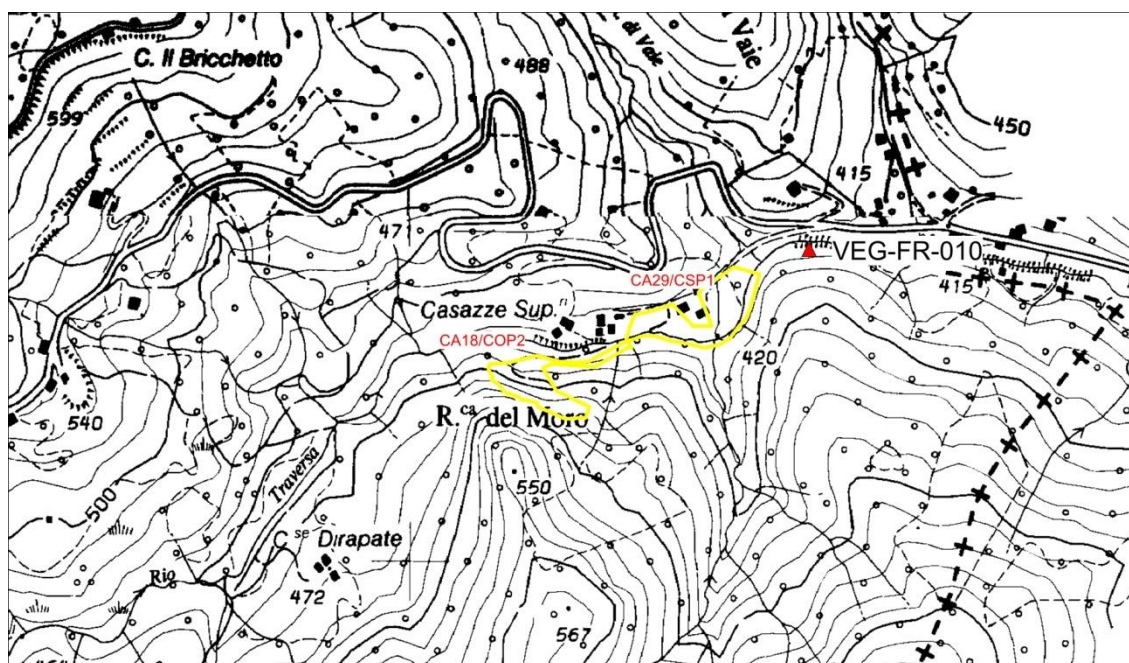 C. Il Bricchetto
488
di Vaie
Vaie
599
450
415
471
VEG-FR-010
CA29/CSP1
415
Casazze Sup.ri
CA18/COP2
420
R.ca del Moro
540
Traversa
550
500
C.se Dirapate
Rio
472
567